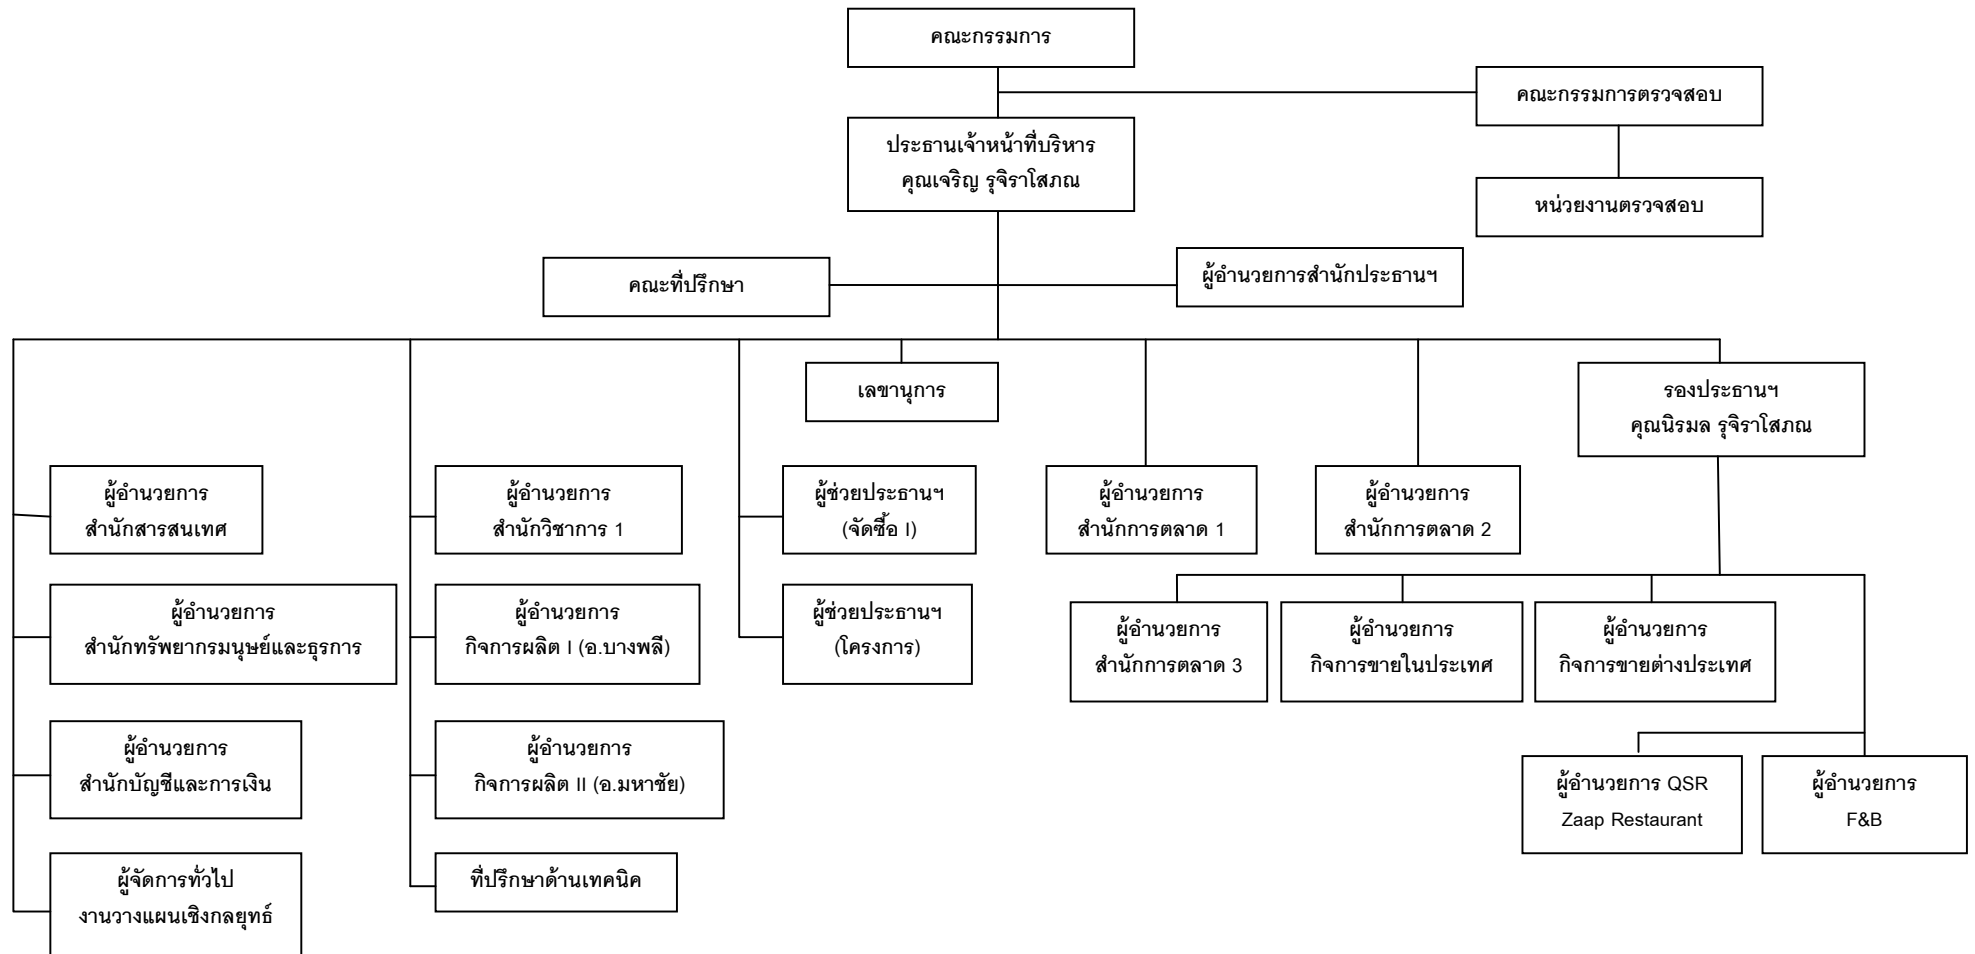 คณะกรรมการ
คณะกรรมการตรวจสอบ
ประธานเจ้าหน้าที่บริหาร
คุณเจริญ รุจิราโสภณ
หน่วยงานตรวจสอบ
คณะที่ปรึกษา
ผู้อำนวยการสำนักประธานฯ
เลขานุการ
รองประธานฯ
คุณนิรมล รุจิราโสภณ
ผู้อำนวยการ
สำนักสารสนเทศ
ผู้อำนวยการ
สำนักวิชาการ 1
ผู้ช่วยประธานฯ
(จัดซื้อ I)
ผู้อำนวยการ
สำนักการตลาด 1
ผู้อำนวยการ
สำนักการตลาด 2
ผู้อำนวยการ
สำนักทรัพยากรมนุษย์และธุรการ
ผู้อำนวยการ
กิจการผลิต I (อ.บางพลี)
ผู้ช่วยประธานฯ
(โครงการ)
ผู้อำนวยการ
สำนักการตลาด 3
ผู้อำนวยการ
กิจการขายในประเทศ
ผู้อำนวยการ
กิจการขายต่างประเทศ
ผู้อำนวยการ
สำนักบัญชีและการเงิน
ผู้อำนวยการ
กิจการผลิต II (อ.มหาชัย)
ผู้อำนวยการ QSR
Zaap Restaurant
ผู้อำนวยการ
F&B
ผู้จัดการทั่วไป
งานวางแผนเชิงกลยุทธ์
ที่ปรึกษาด้านเทคนิค